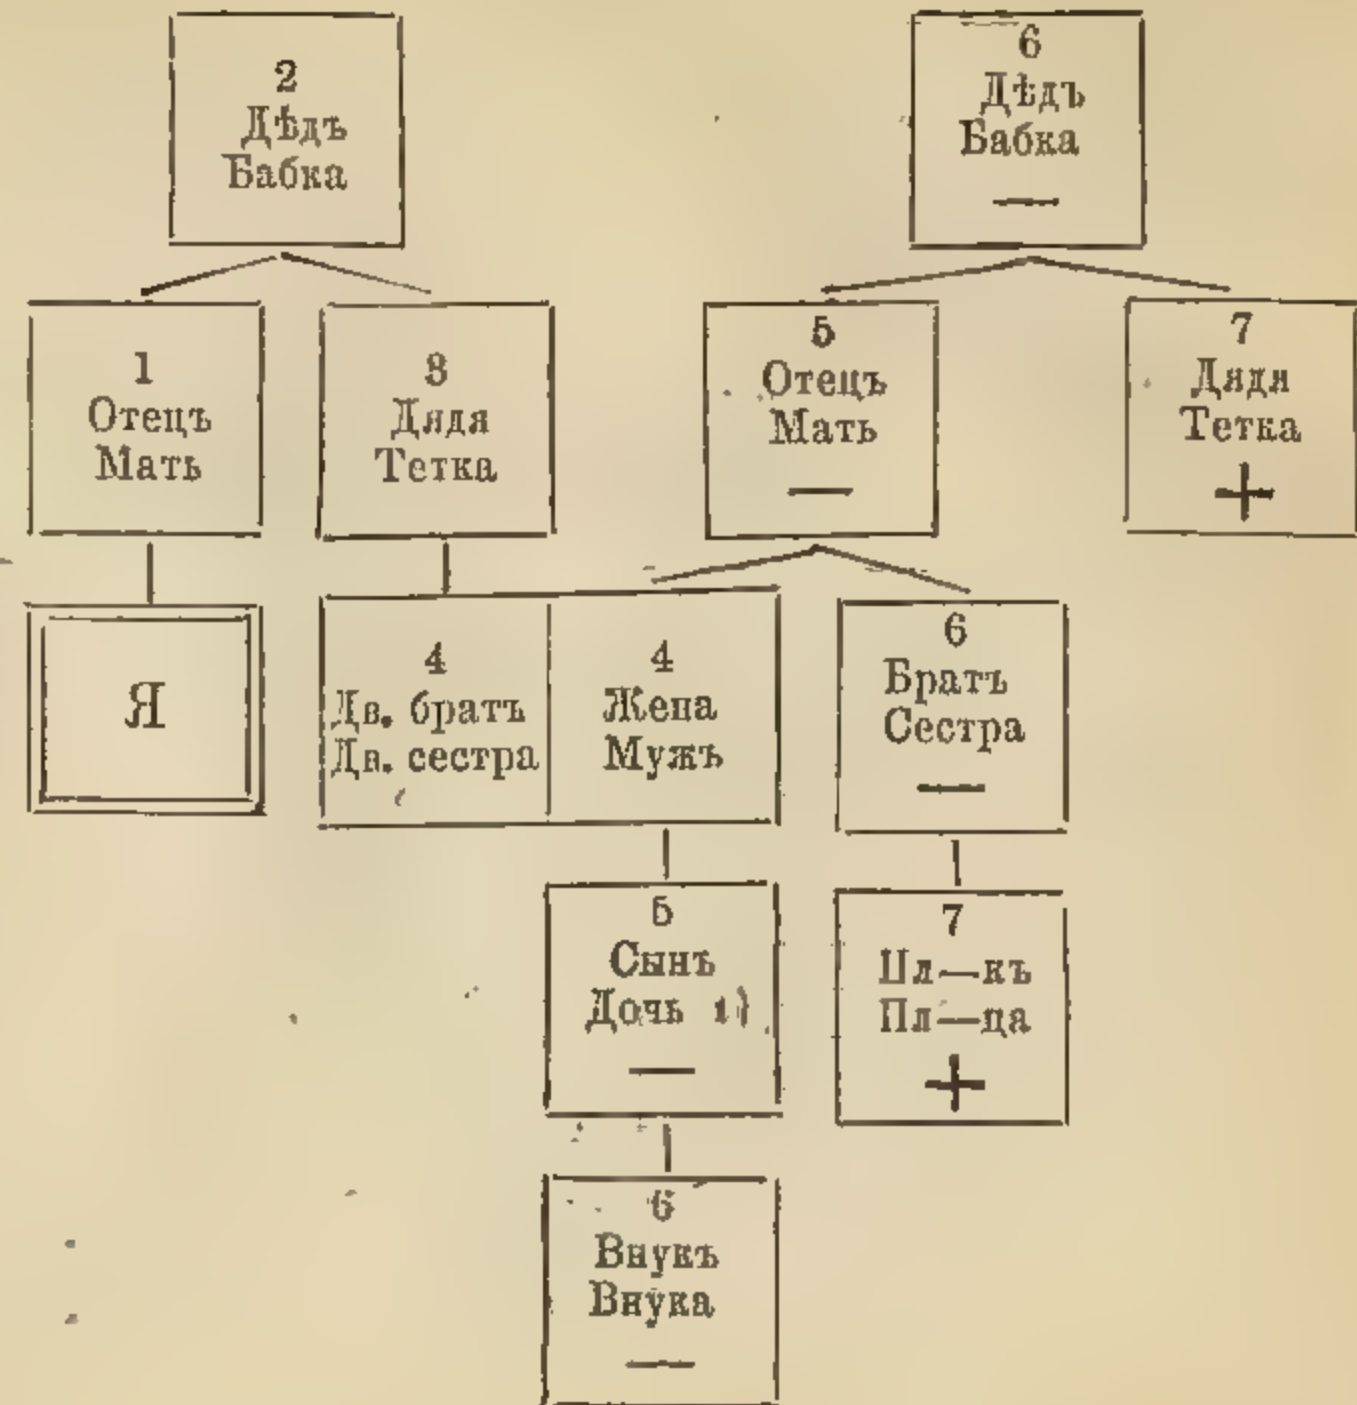 2
Дѣдъ
Бабка
6
Дѣдъ
Бабка
—
1
Отецъ
Мать
3
Дядя
Тетка
5
Отецъ
Мать
—
7
Дядя
Тетка
+
Я
4
Дв. братъ
Дв. сестра
4
Жена
Мужъ
6
Братъ
Сестра
—
5
Сынъ
Дочь 1)
—
7
Пл—къ
Пл—ца
+
6
Внукъ
Внука
—